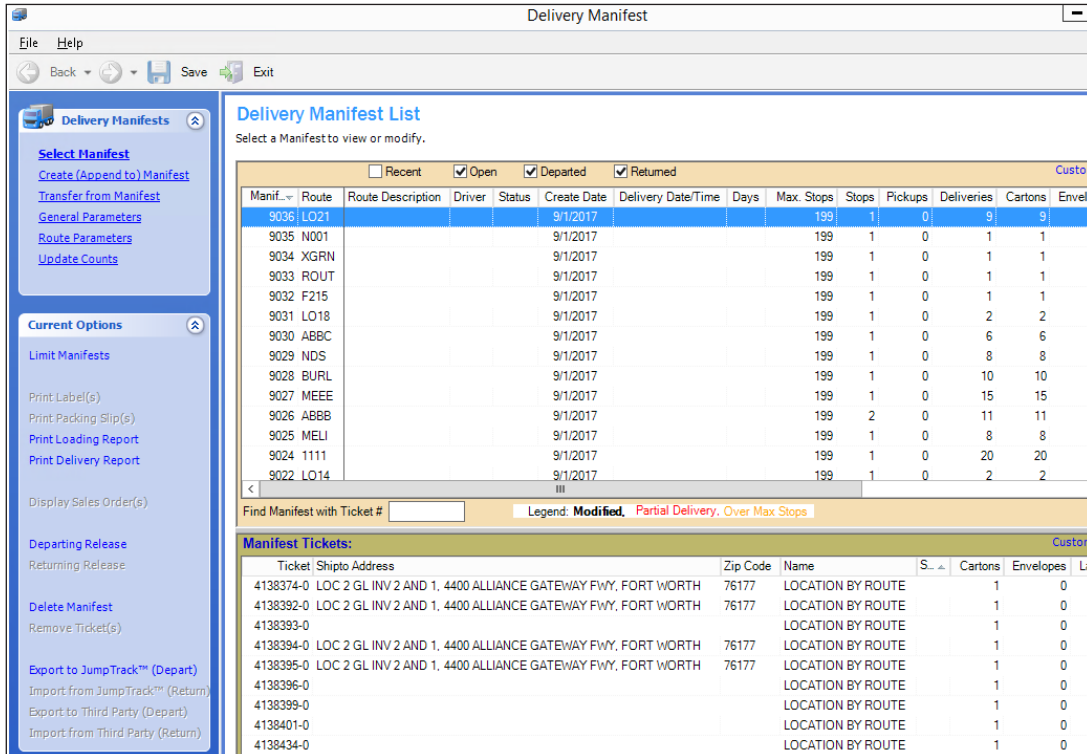 Delivery Manifest
File Help
Back Save Exit
Delivery Manifests
Select Manifest
Create (Append to) Manifest
Transfer from Manifest
General Parameters
Route Parameters
Update Counts
Current Options
Limit Manifests
Print Label(s)
Print Packing Slip(s)
Print Loading Report
Print Delivery Report
Display Sales Order(s)
Departing Release
Returning Release
Delete Manifest
Remove Ticket(s)
Export to JumpTrack™ (Depart)
Import from JumpTrack™ (Return)
Export to Third Party (Depart)
Import from Third Party (Return)
Delivery Manifest List
Select a Manifest to view or modify.
Recent Open Departed Returned Custo
Manif... Route Route Description Driver Status Create Date Delivery Date/Time Days Max. Stops Stops Pickups Deliveries Cartons Envel
9036 LO21 9/1/2017 199 1 0 9 9
9035 N001 9/1/2017 199 1 0 1 1
9034 XGRN 9/1/2017 199 1 0 1 1
9033 ROUT 9/1/2017 199 1 0 1 1
9032 F215 9/1/2017 199 1 0 1 1
9031 LO18 9/1/2017 199 1 0 2 2
9030 ABBC 9/1/2017 199 1 0 6 6
9029 NDS 9/1/2017 199 1 0 8 8
9028 BURL 9/1/2017 199 1 0 10 10
9027 MEEE 9/1/2017 199 1 0 15 15
9026 ABBB 9/1/2017 199 2 0 11 11
9025 MELI 9/1/2017 199 1 0 8 8
9024 1111 9/1/2017 199 1 0 20 20
9022 LO14 9/1/2017 199 1 0 2 2
Find Manifest with Ticket # Legend: Modified, Partial Delivery, Over Max Stops
Manifest Tickets: Custor
Ticket Shipto Address Zip Code Name S... Cartons Envelopes La
4138374-0 LOC 2 GL INV 2 AND 1, 4400 ALLIANCE GATEWAY FWY, FORT WORTH 76177 LOCATION BY ROUTE 1 0
4138392-0 LOC 2 GL INV 2 AND 1, 4400 ALLIANCE GATEWAY FWY, FORT WORTH 76177 LOCATION BY ROUTE 1 0
4138393-0 LOCATION BY ROUTE 1 0
4138394-0 LOC 2 GL INV 2 AND 1, 4400 ALLIANCE GATEWAY FWY, FORT WORTH 76177 LOCATION BY ROUTE 1 0
4138395-0 LOC 2 GL INV 2 AND 1, 4400 ALLIANCE GATEWAY FWY, FORT WORTH 76177 LOCATION BY ROUTE 1 0
4138396-0 LOCATION BY ROUTE 1 0
4138399-0 LOCATION BY ROUTE 1 0
4138401-0 LOCATION BY ROUTE 1 0
4138434-0 LOCATION BY ROUTE 1 0